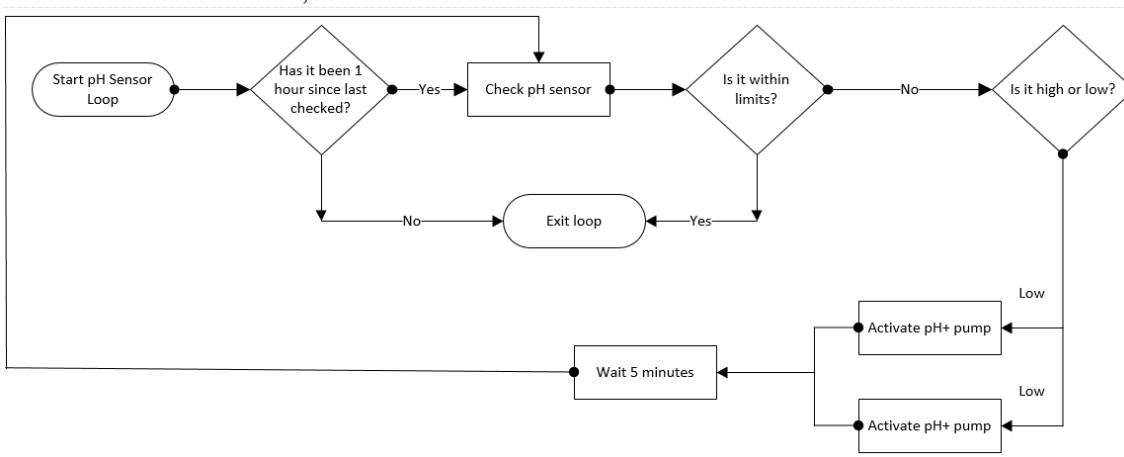 Start pH Sensor
Loop
Has it been 1
hour since last
checked?
Yes
Check pH sensor
Is it within
limits?
No
Is it high or low?
No
Exit loop
Yes
Low
Activate pH+ pump
Wait 5 minutes
Low
Activate pH+ pump